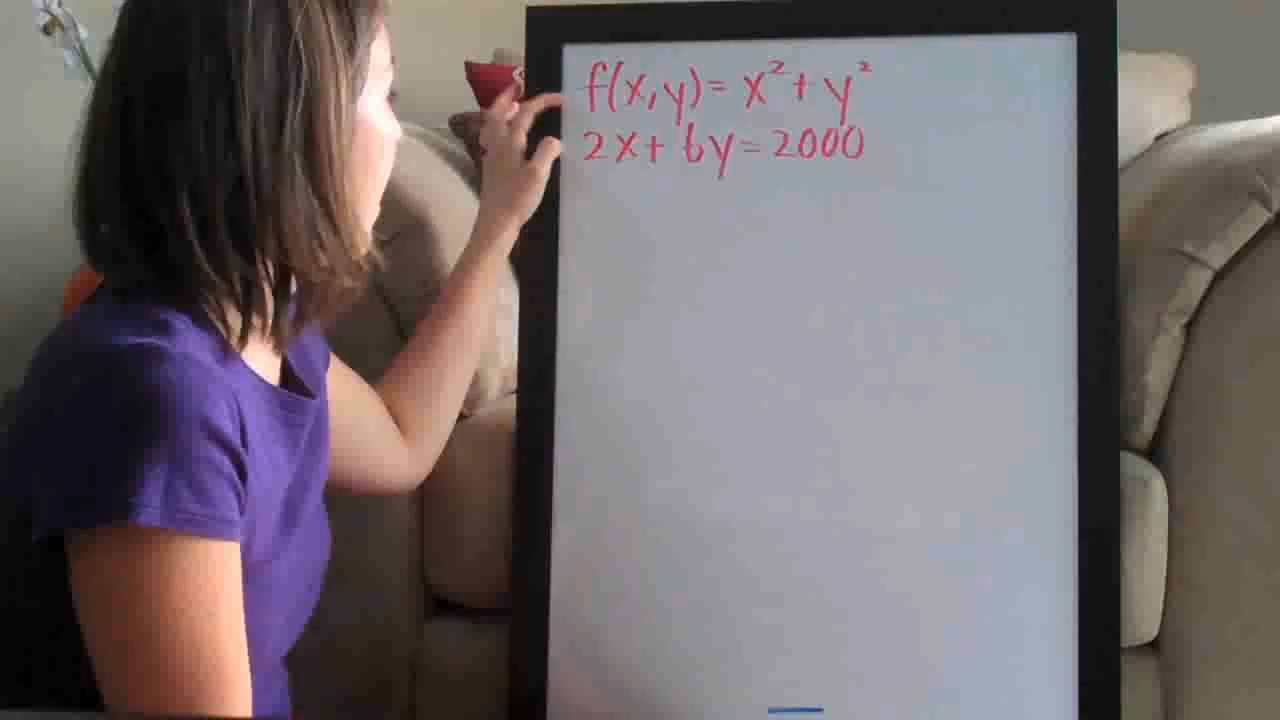 f(x,y)= x²+ y²
2x+ 6y=2000